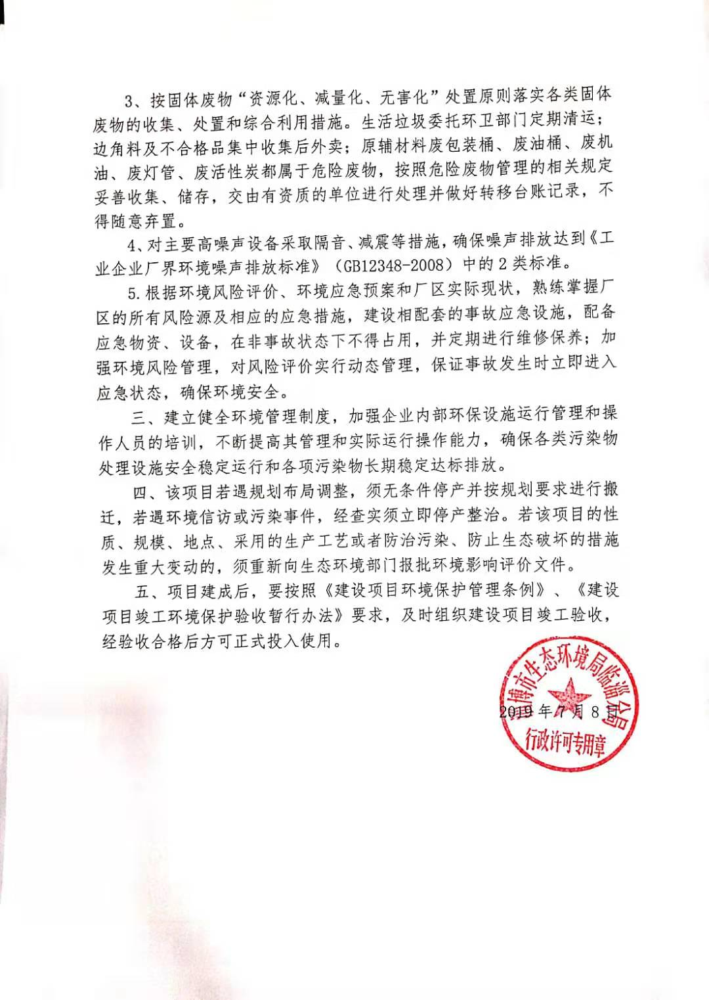 3、按固体废物“资源化、减量化、无害化”处置原则落实各类固体
废物的收集、处置和综合利用措施。生活垃圾委托环卫部门定期清运；
边角料及不合格品集中收集后外卖；原辅材料废包装桶、废油桶、废机
油、废灯管、废活性炭都属于危险废物，按照危险废物管理的相关规定
妥善收集、储存，交由有资质的单位进行处理并做好转移台账记录，不
得随意弃置。
4、对主要高噪声设备采取隔音、减震等措施，确保噪声排放达到《工
业企业厂界环境噪声排放标准》（GB12348-2008）中的2类标准。
5.根据环境风险评价、环境应急预案和厂区实际现状，熟练掌握厂
区的所有风险源及相应的应急措施，建设相配套的事故应急设施，配备
应急物资、设备，在非事故状态下不得占用，并定期进行维修保养；加
强环境风险管理，对风险评价实行动态管理，保证事故发生时立即进入
应急状态，确保环境安全。
三、建立健全环境管理制度，加强企业内部环保设施运行管理和操
作人员的培训，不断提高其管理和实际运行操作能力，确保各类污染物
处理设施安全稳定运行和各项污染物长期稳定达标排放。
四、该项目若遇规划布局调整，须无条件停产并按规划要求进行搬
迁，若遇环境信访或污染事件，经查实须立即停产整治。若该项目的性
质、规模、地点、采用的生产工艺或者防治污染、防止生态破坏的措施
发生重大变动的，须重新向生态环境部门报批环境影响评价文件。
五、项目建成后，要按照《建设项目环境保护管理条例》、《建设
项目竣工环境保护验收暂行办法》要求，及时组织建设项目竣工验收，
经验收合格后方可正式投入使用。
淄博市生态环境局临淄分局
2019年7月8日
行政许可专用章